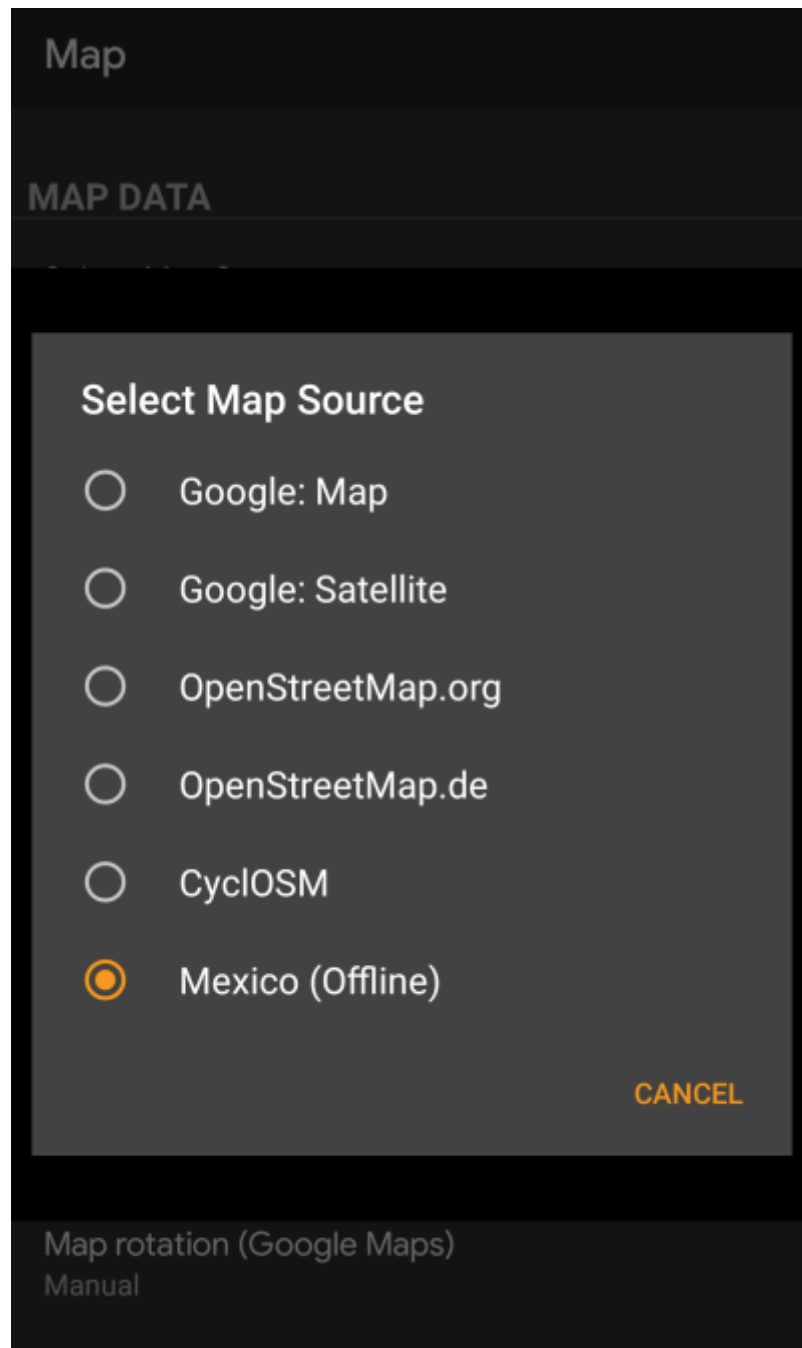 Map
MAP DATA
Select Map Source
Google: Map
Google: Satellite
OpenStreetMap.org
OpenStreetMap.de
CyclOSM
Mexico (Offline)
CANCEL
Map rotation (Google Maps)
Manual